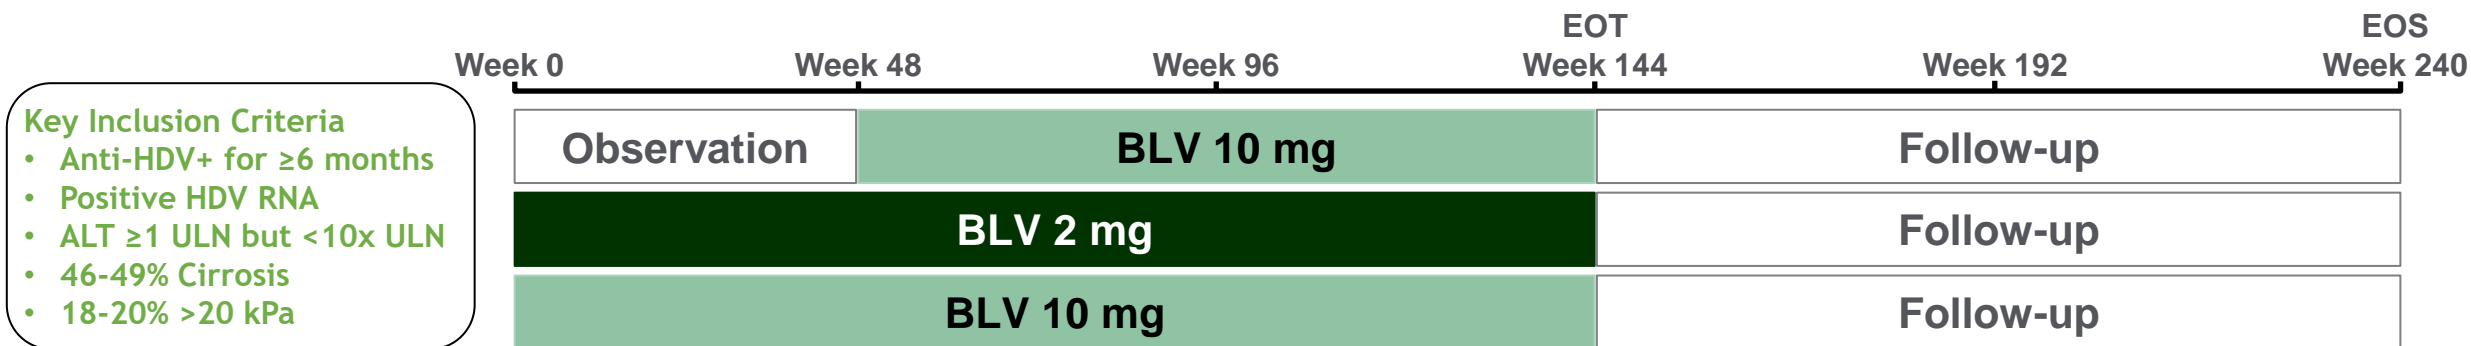 EOT EOS
Week 0 Week 48 Week 96 Week 144 Week 192 Week 240
Key Inclusion Criteria
• Anti-HDV+ for ≥6 months
• Positive HDV RNA
• ALT ≥1 ULN but <10x ULN
• 46-49% Cirrosis
• 18-20% >20 kPa
Observation BLV 10 mg Follow-up
BLV 2 mg Follow-up
BLV 10 mg Follow-up